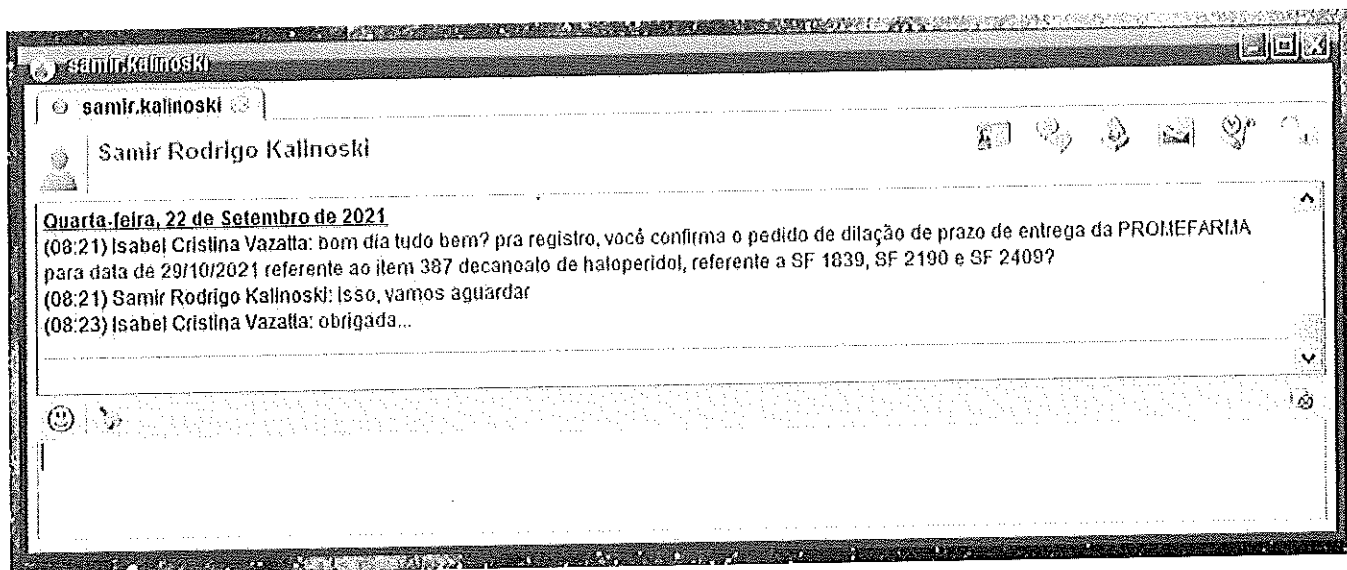 samir.kalinoski
samir.kalinoski
Samir Rodrigo Kalinoski
Quarta-feira, 22 de Setembro de 2021
(08:21) Isabel Cristina Vazatta: bom dia tudo bem? pra registro, você confirma o pedido de dilação de prazo de entrega da PROMEFARMA
para data de 29/10/2021 referente ao item 387 decanoato de haloperidol, referente a SF 1839, SF 2190 e SF 2409?
(08:21) Samir Rodrigo Kalinoski: Isso, vamos aguardar
(08:23) Isabel Cristina Vazatta: obrigada...